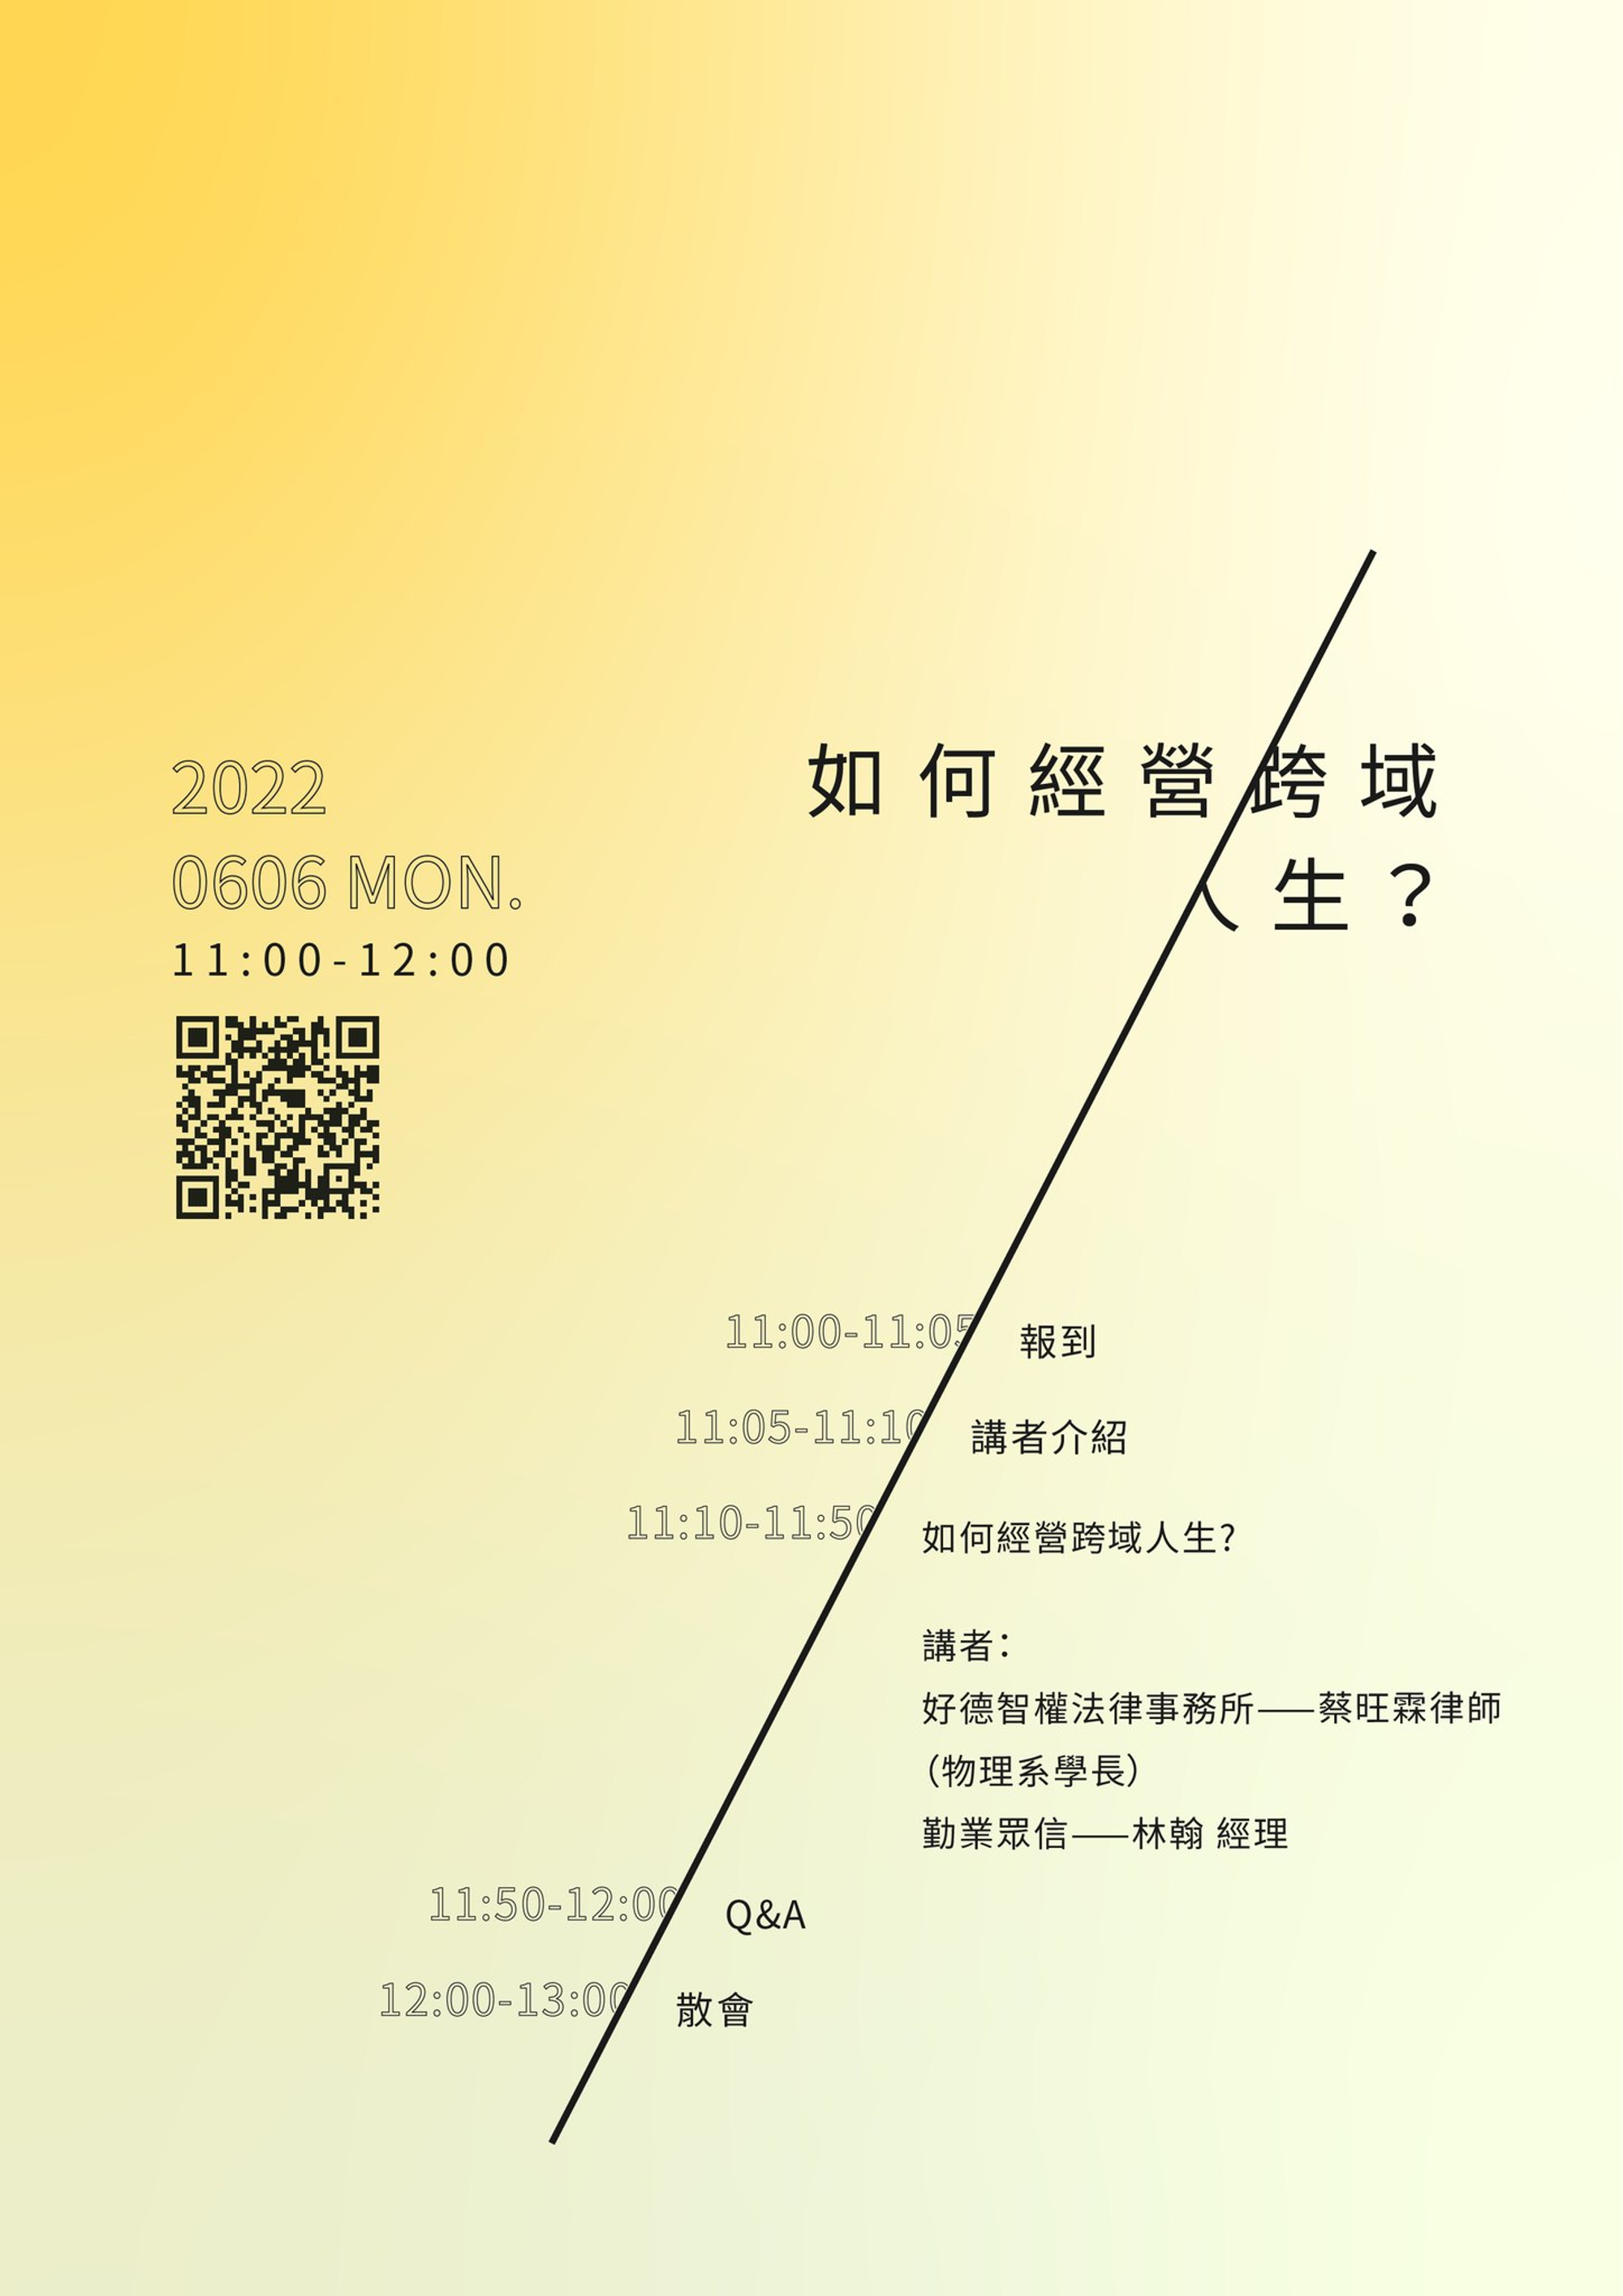 2022
0606 MON.
11:00-12:00
如何經營跨域
人生？
11:00-11:05 報到
11:05-11:10 講者介紹
11:10-11:50 如何經營跨域人生?
講者：
好德智權法律事務所——蔡旺霖律師
（物理系學長）
勤業眾信——林翰 經理
11:50-12:00 Q&A
12:00-13:00 散會